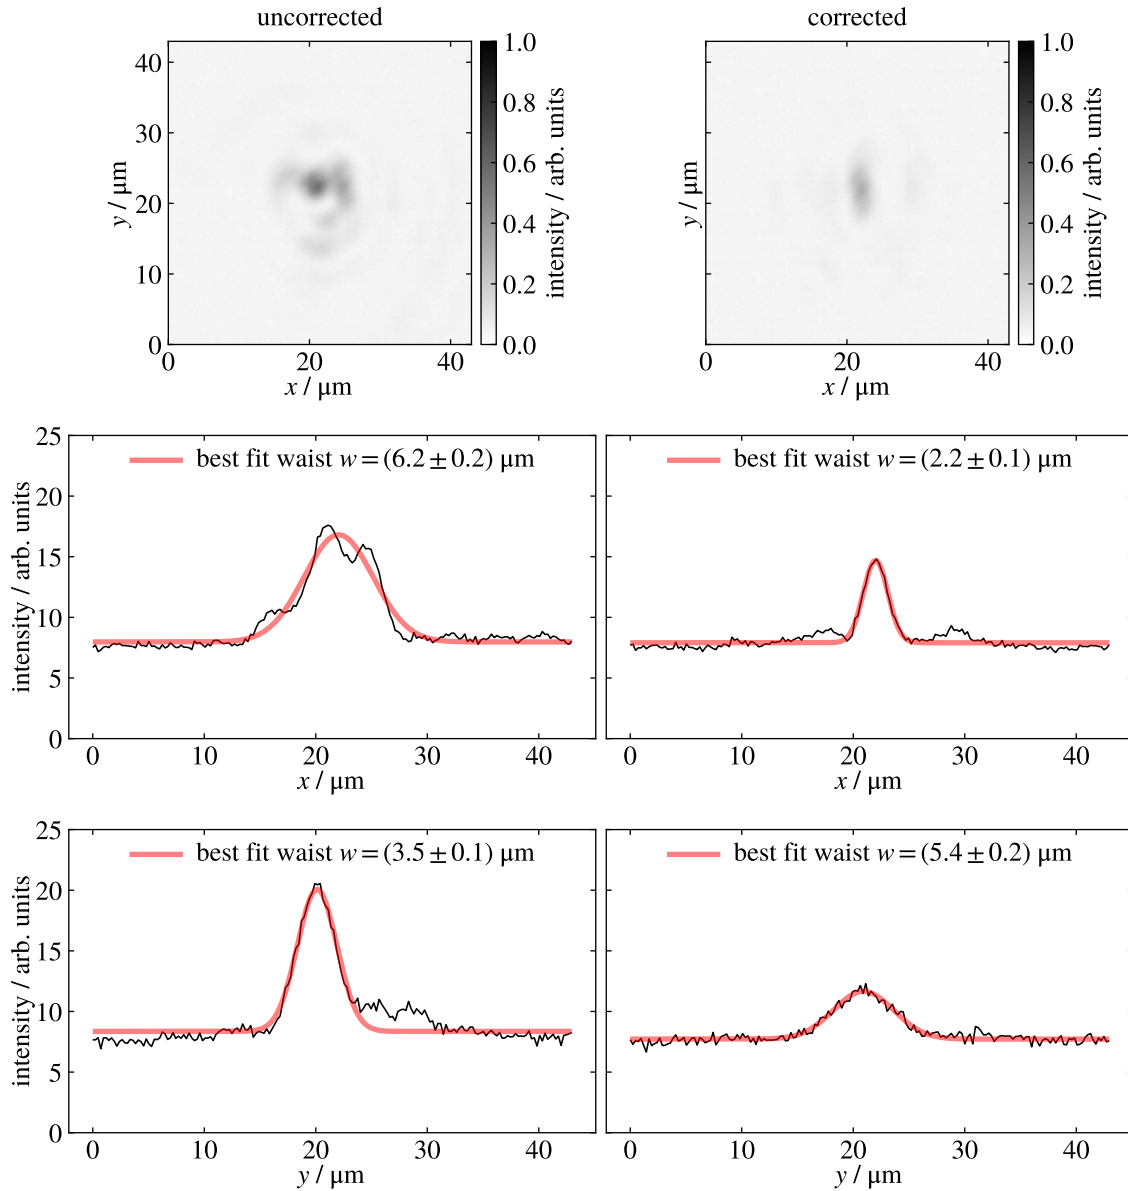 uncorrected
corrected
1.0
0.8
0.6
0.4
0.2
0.0
intensity / arb. units
40
30
20
10
0
y / µm
0 20 40
x / µm
1.0
0.8
0.6
0.4
0.2
0.0
intensity / arb. units
y / µm
0 20 40
x / µm
25
20
15
10
5
0
intensity / arb. units
best fit waist w = (6.2 ± 0.2) µm
0 10 20 30 40
x / µm
best fit waist w = (2.2 ± 0.1) µm
0 10 20 30 40
x / µm
25
20
15
10
5
0
intensity / arb. units
best fit waist w = (3.5 ± 0.1) µm
0 10 20 30 40
y / µm
best fit waist w = (5.4 ± 0.2) µm
0 10 20 30 40
y / µm